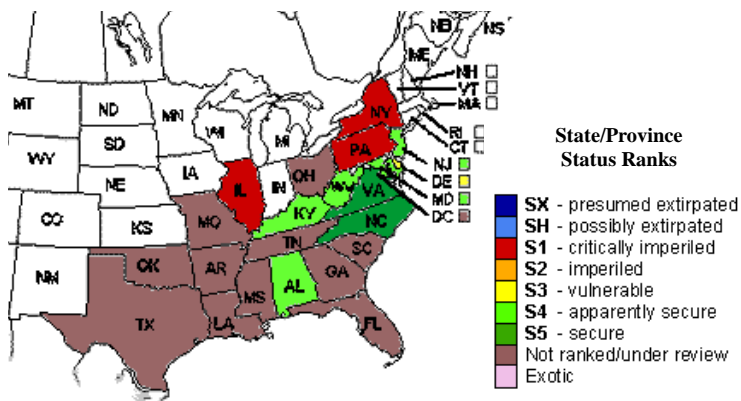 NB
NS
ME
NH
VT
MA
RI
CT
NJ
DE
MD
DC
MT
ND
MN
WI
MI
NY
SD
WY
IA
PA
NE
IL
IN
OH
WV
VA
CO
KS
MO
KY
NC
TN
SC
NM
OK
AR
GA
MS
AL
TX
LA
FL
State/Province
Status Ranks
SX - presumed extirpated
SH - possibly extirpated
S1 - critically imperiled
S2 - imperiled
S3 - vulnerable
S4 - apparently secure
S5 - secure
Not ranked/under review
Exotic